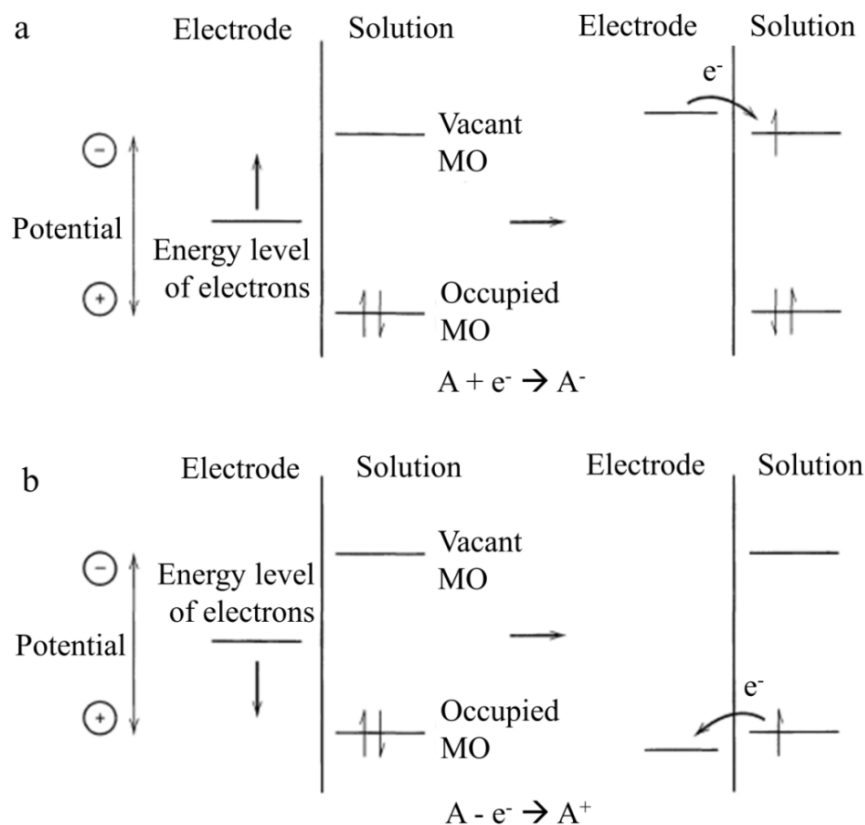 a
Electrode Solution Electrode Solution
e⁻
Vacant
MO
−
Potential
Energy level
of electrons
+
Occupied
MO
A + e⁻ → A⁻
b
Electrode Solution Electrode Solution
Vacant
MO
−
Energy level
of electrons
Potential
e⁻
+
Occupied
MO
A - e⁻ → A⁺